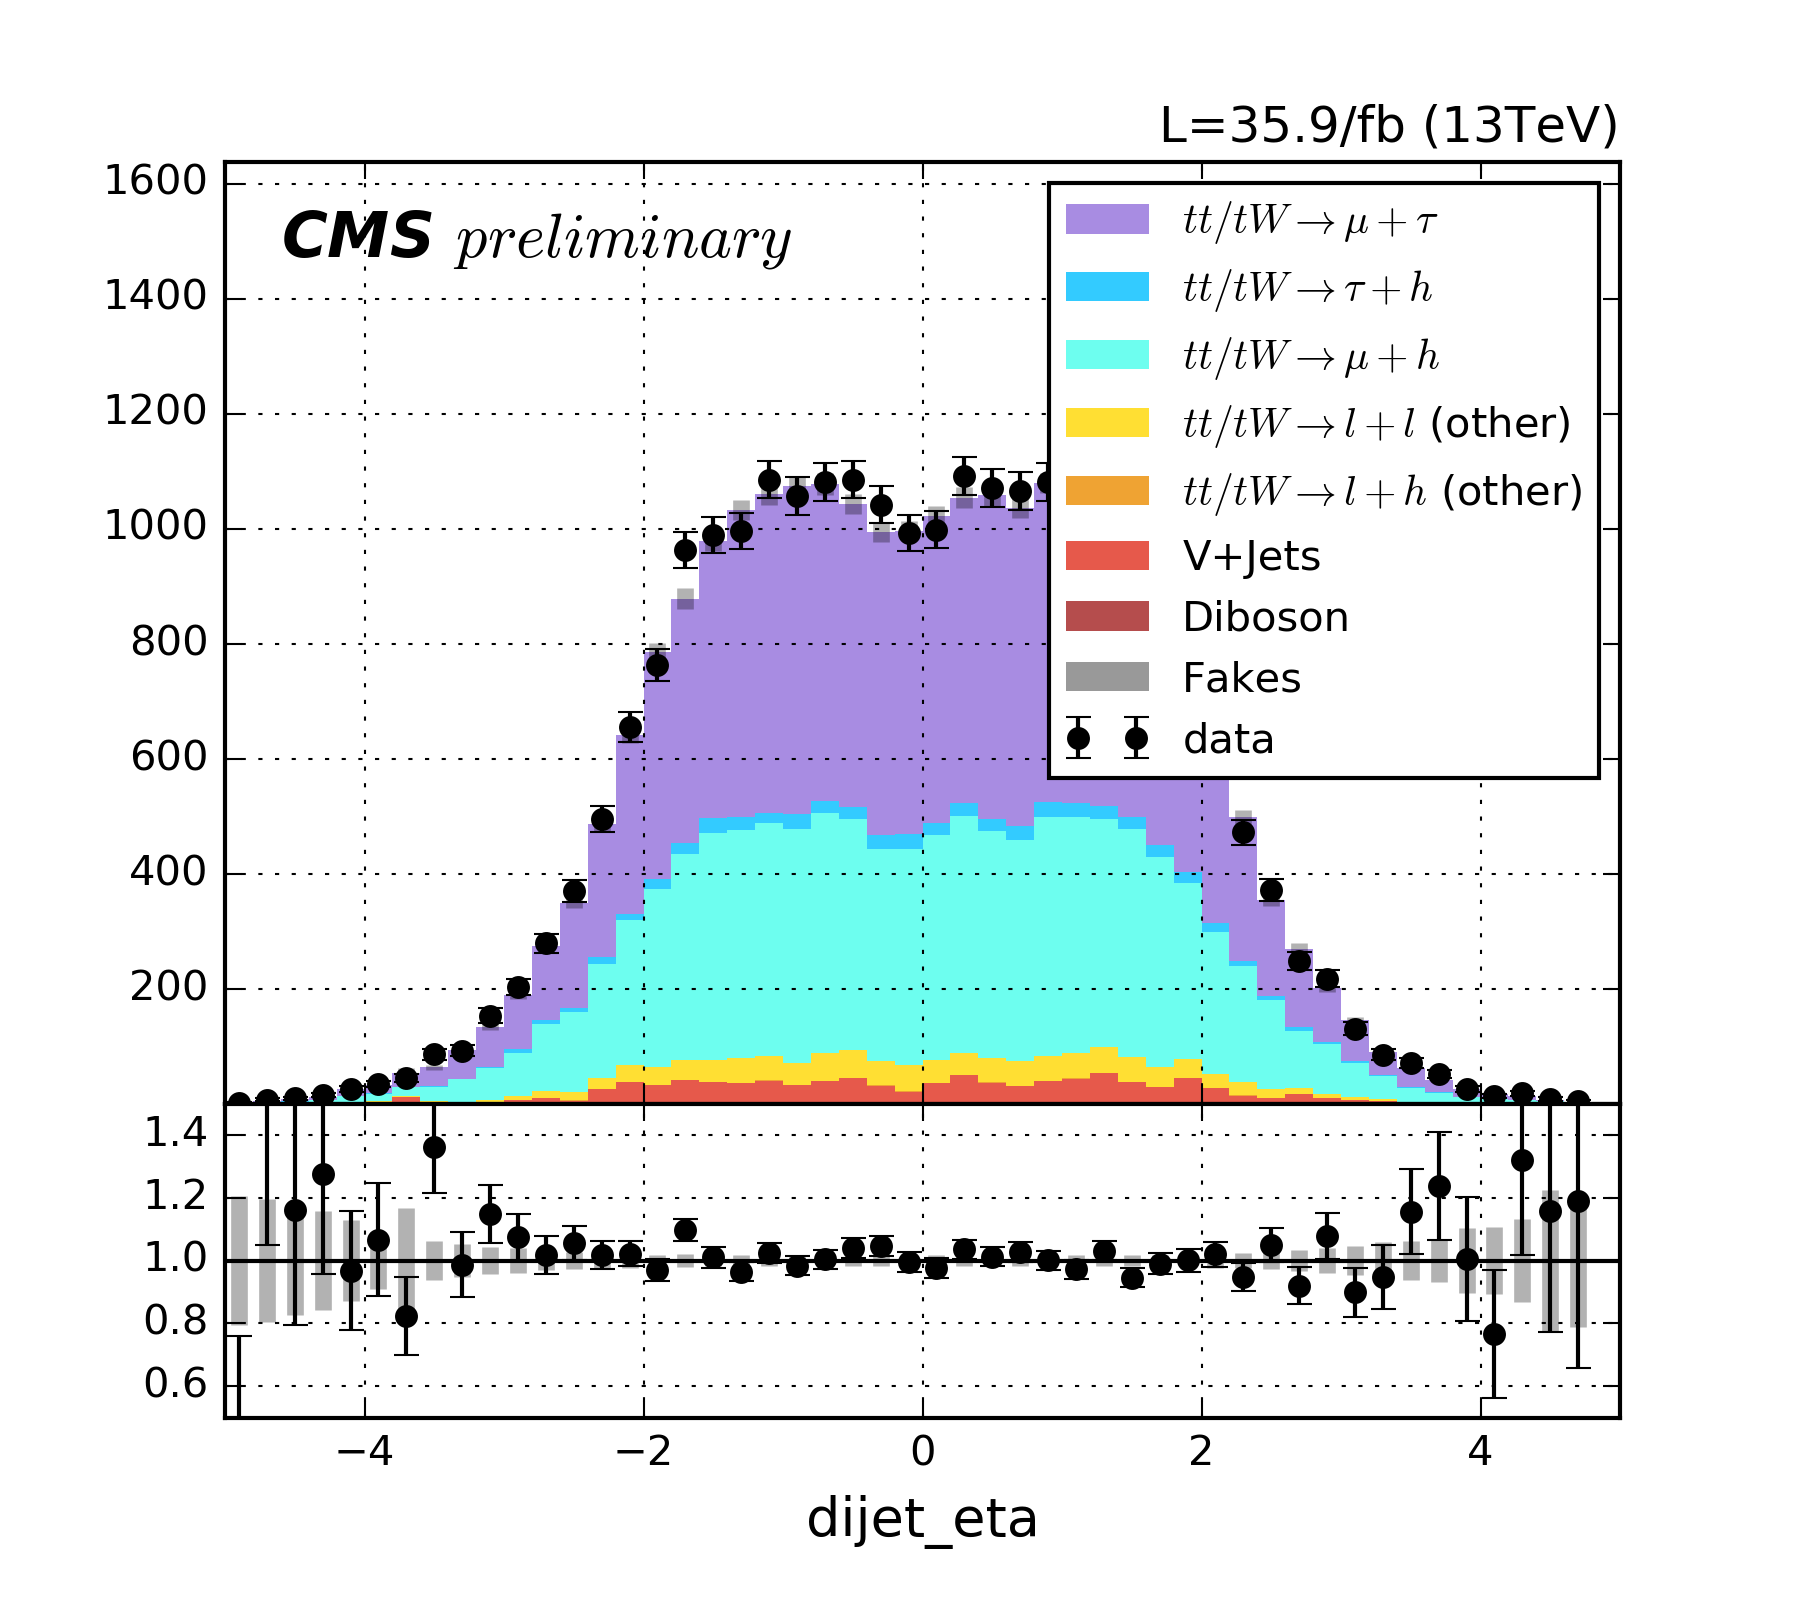 L=35.9/fb (13TeV)
CMS preliminary
1600
1400
1200
1000
800
600
400
200
tt/tW→μ+τ
tt/tW→τ+h
tt/tW→μ+h
tt/tW→l+l (other)
tt/tW→l+h (other)
V+Jets
Diboson
Fakes
data
1.4
1.2
1.0
0.8
0.6
−4 −2 0 2 4
dijet_eta